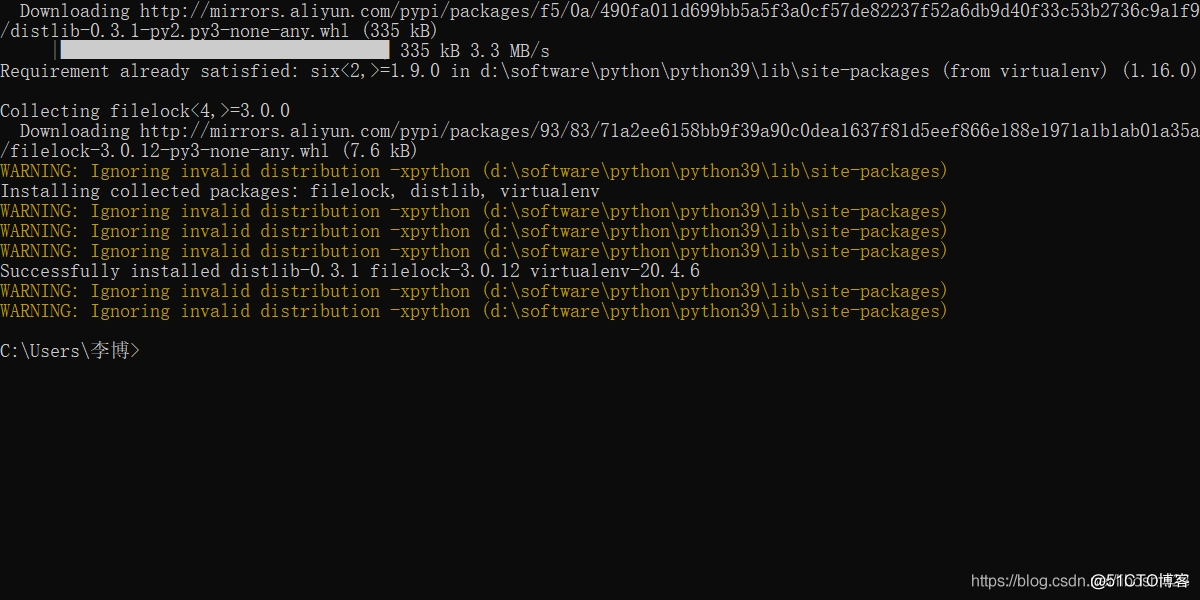 Downloading http://mirrors.aliyun.com/pypi/packages/f5/0a/490fa011d699bb5a5f3a0cf57de82237f52a6db9d40f33c53b2736c9a1f9
/distlib-0.3.1-py2.py3-none-any.whl (335 kB)
| 335 kB 3.3 MB/s
Requirement already satisfied: six<2,>=1.9.0 in d:\software\python\python39\lib\site-packages (from virtualenv) (1.16.0)
Collecting filelock<4,>=3.0.0
Downloading http://mirrors.aliyun.com/pypi/packages/93/83/71a2ee6158bb9f39a90c0dea1637f81d5eef866e188e1971a1b1ab01a35a
/filelock-3.0.12-py3-none-any.whl (7.6 kB)
WARNING: Ignoring invalid distribution -xpython (d:\software\python\python39\lib\site-packages)
Installing collected packages: filelock, distlib, virtualenv
WARNING: Ignoring invalid distribution -xpython (d:\software\python\python39\lib\site-packages)
WARNING: Ignoring invalid distribution -xpython (d:\software\python\python39\lib\site-packages)
WARNING: Ignoring invalid distribution -xpython (d:\software\python\python39\lib\site-packages)
Successfully installed distlib-0.3.1 filelock-3.0.12 virtualenv-20.4.6
WARNING: Ignoring invalid distribution -xpython (d:\software\python\python39\lib\site-packages)
WARNING: Ignoring invalid distribution -xpython (d:\software\python\python39\lib\site-packages)
C:\Users\李博>
https://blog.csdn. @51CTO博客